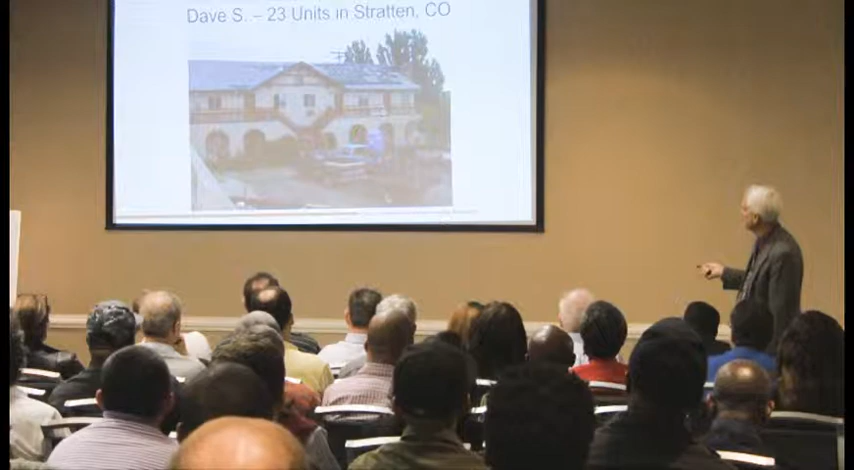 Dave S. – 23 Units in Stratten, CO